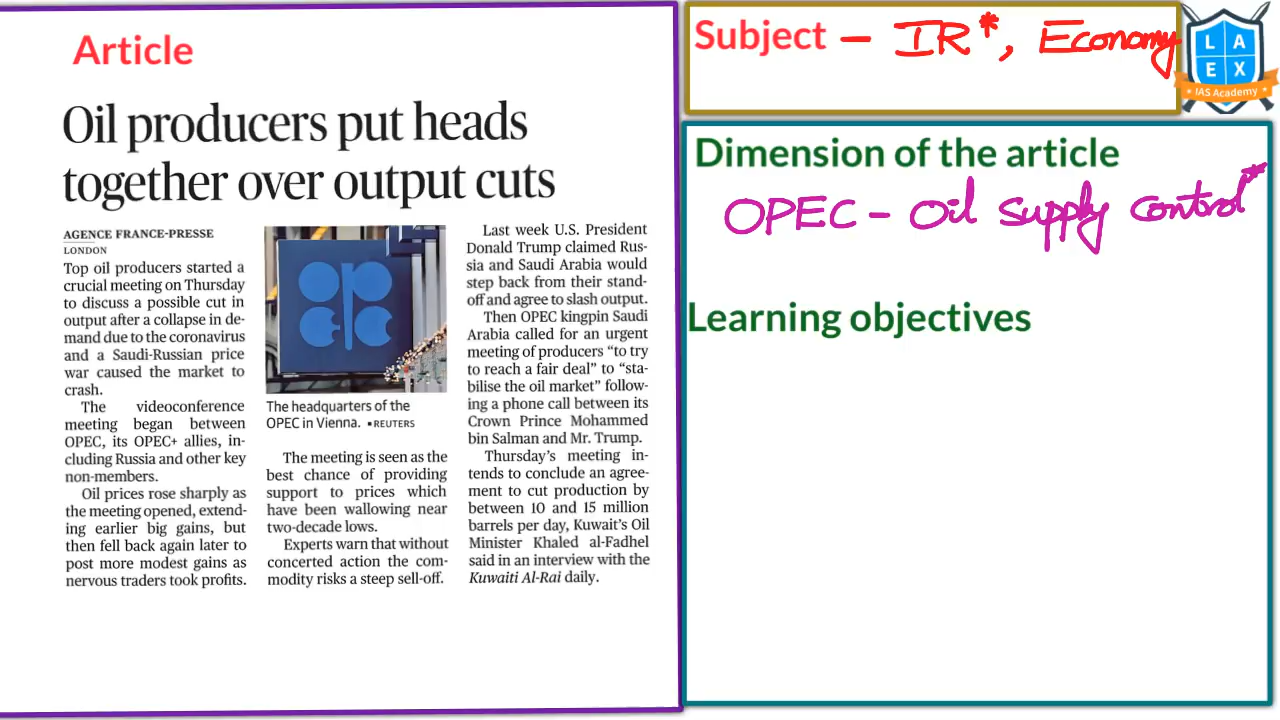 Article
Oil producers put heads
together over output cuts
AGENCE FRANCE-PRESSE
LONDON
Top oil producers started a
crucial meeting on Thursday
to discuss a possible cut in
output after a collapse in de-
mand due to the coronavirus
and a Saudi-Russian price
war caused the market to
crash.
The videoconference
meeting began between
OPEC, its OPEC+ allies, in-
cluding Russia and other key
non-members.
Oil prices rose sharply as
the meeting opened, extend-
ing earlier big gains, but
then fell back again later to
post more modest gains as
nervous traders took profits.
OPEC
The headquarters of the
OPEC in Vienna. ▪REUTERS
The meeting is seen as the
best chance of providing
support to prices which
have been wallowing near
two-decade lows.
Experts warn that without
concerted action the com-
modity risks a steep sell-off.
Last week U.S. President
Donald Trump claimed Rus-
sia and Saudi Arabia would
step back from their stand-
off and agree to slash output.
Then OPEC kingpin Saudi
Arabia called for an urgent
meeting of producers “to try
to reach a fair deal” to “sta-
bilise the oil market” follow-
ing a phone call between its
Crown Prince Mohammed
bin Salman and Mr. Trump.
Thursday’s meeting in-
tends to conclude an agree-
ment to cut production by
between 10 and 15 million
barrels per day, Kuwait’s Oil
Minister Khaled al-Fadhel
said in an interview with the
Kuwaiti Al-Rai daily.
Subject – IR*, Economy
LA
EX
IAS Academy
Dimension of the article
OPEC – Oil supply control*
Learning objectives